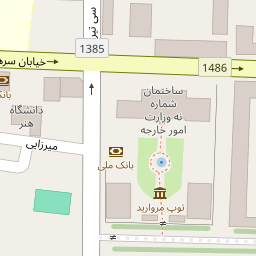 سی تیر
1385
خیابان سره
1486
ساختمان
شماره
نه وزارت
امور خارجه
بانک
دانشگاه
هنر
میرزایی
بانک ملی
توپ مروارید